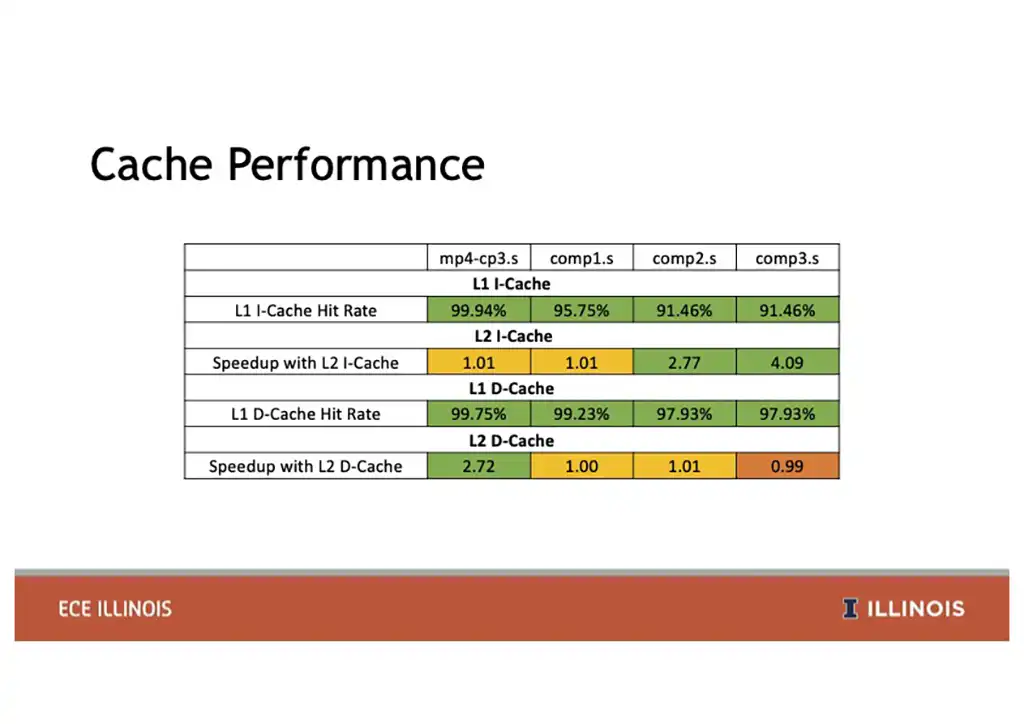 Cache Performance
mp4-cp3.s comp1.s comp2.s comp3.s
L1 I-Cache
L1 I-Cache Hit Rate 99.94% 95.75% 91.46% 91.46%
L2 I-Cache
Speedup with L2 I-Cache 1.01 1.01 2.77 4.09
L1 D-Cache
L1 D-Cache Hit Rate 99.75% 99.23% 97.93% 97.93%
L2 D-Cache
Speedup with L2 D-Cache 2.72 1.00 1.01 0.99
ECE ILLINOIS
I ILLINOIS